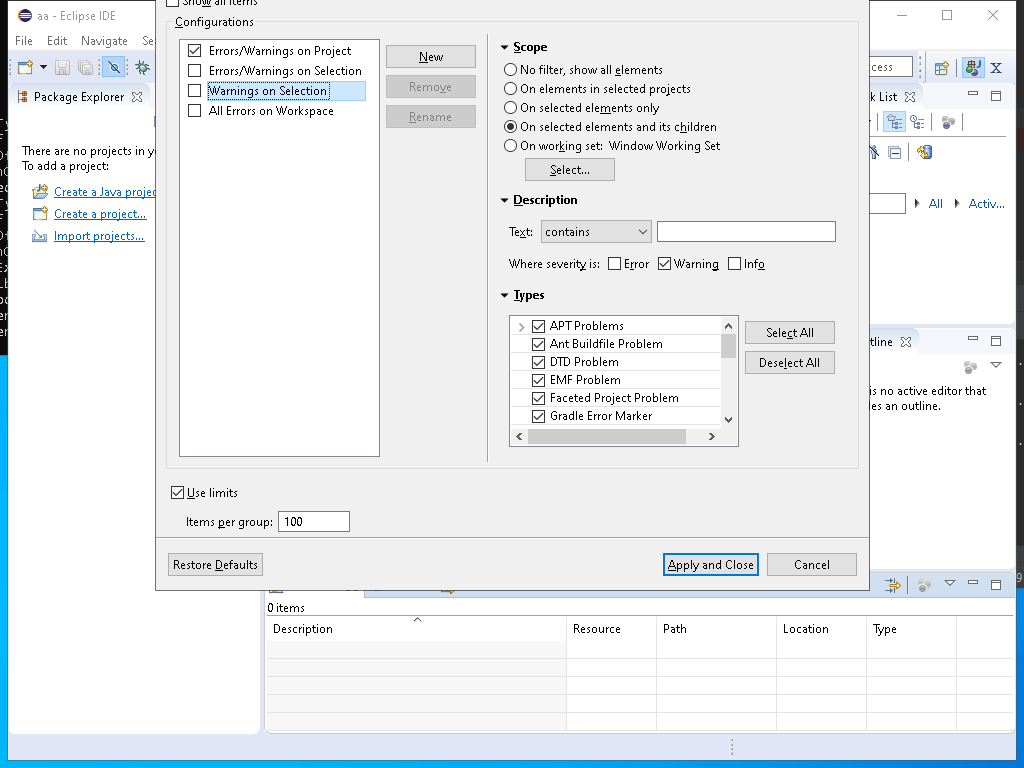 aa - Eclipse IDE
Show all items
File Edit Navigate Se
Configurations
Errors/Warnings on Project
Errors/Warnings on Selection
Warnings on Selection
All Errors on Workspace
New
Remove
Rename
Scope
No filter, show all elements
On elements in selected projects
On selected elements only
On selected elements and its children
On working set: Window Working Set
Select...
Description
Text: contains
Where severity is: Error Warning Info
Types
APT Problems
Ant Buildfile Problem
DTD Problem
EMF Problem
Faceted Project Problem
Gradle Error Marker
Select All
Deselect All
Use limits
Items per group: 100
Restore Defaults
Apply and Close
Cancel
Package Explorer
There are no projects in yo
To add a project:
Create a Java projec
Create a project...
Import projects...
cess
k List
All Activ...
tline
is no active editor that
des an outline.
0 items
Description Resource Path Location Type